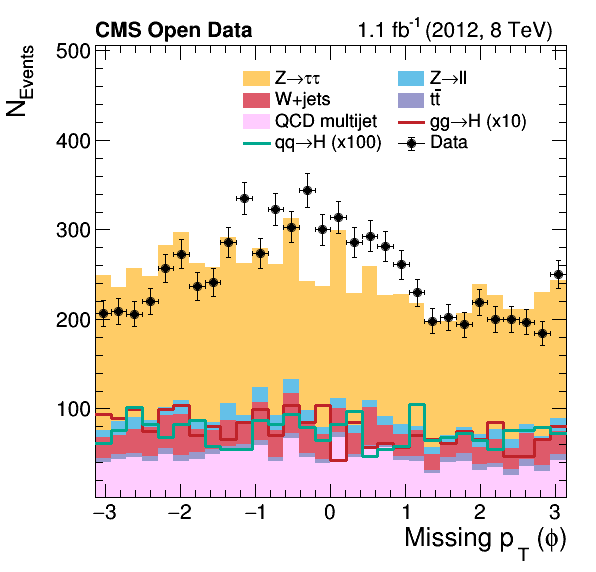 CMS Open Data 1.1 fb⁻¹ (2012, 8 TeV)
N_Events
500
400
300
200
100
Z→ττ Z→ll
W+jets tt̄
QCD multijet gg→H (x10)
qq→H (x100) Data
−3 −2 −1 0 1 2 3
Missing p_T (ϕ)